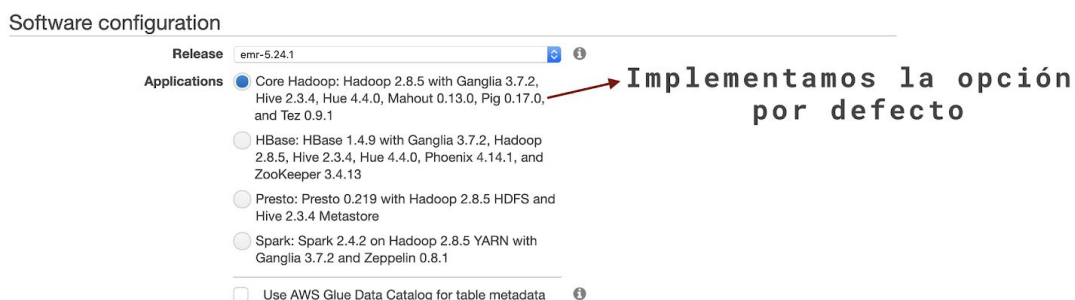 Software configuration
Release emr-5.24.1
Applications Core Hadoop: Hadoop 2.8.5 with Ganglia 3.7.2,
Hive 2.3.4, Hue 4.4.0, Mahout 0.13.0, Pig 0.17.0,
and Tez 0.9.1
Implementamos la opción
por defecto
HBase: HBase 1.4.9 with Ganglia 3.7.2, Hadoop
2.8.5, Hive 2.3.4, Hue 4.4.0, Phoenix 4.14.1, and
ZooKeeper 3.4.13
Presto: Presto 0.219 with Hadoop 2.8.5 HDFS and
Hive 2.3.4 Metastore
Spark: Spark 2.4.2 on Hadoop 2.8.5 YARN with
Ganglia 3.7.2 and Zeppelin 0.8.1
Use AWS Glue Data Catalog for table metadata